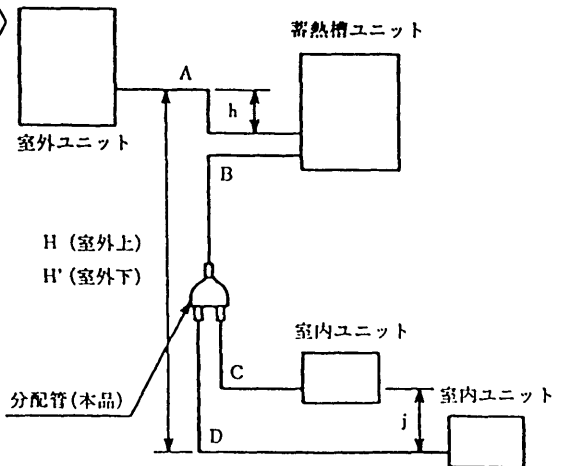 蓄熱槽ユニット
A
h
室外ユニット
B
H (室外上)
H' (室外下)
室内ユニット
C
室内ユニット
分配管(本品)
j
D